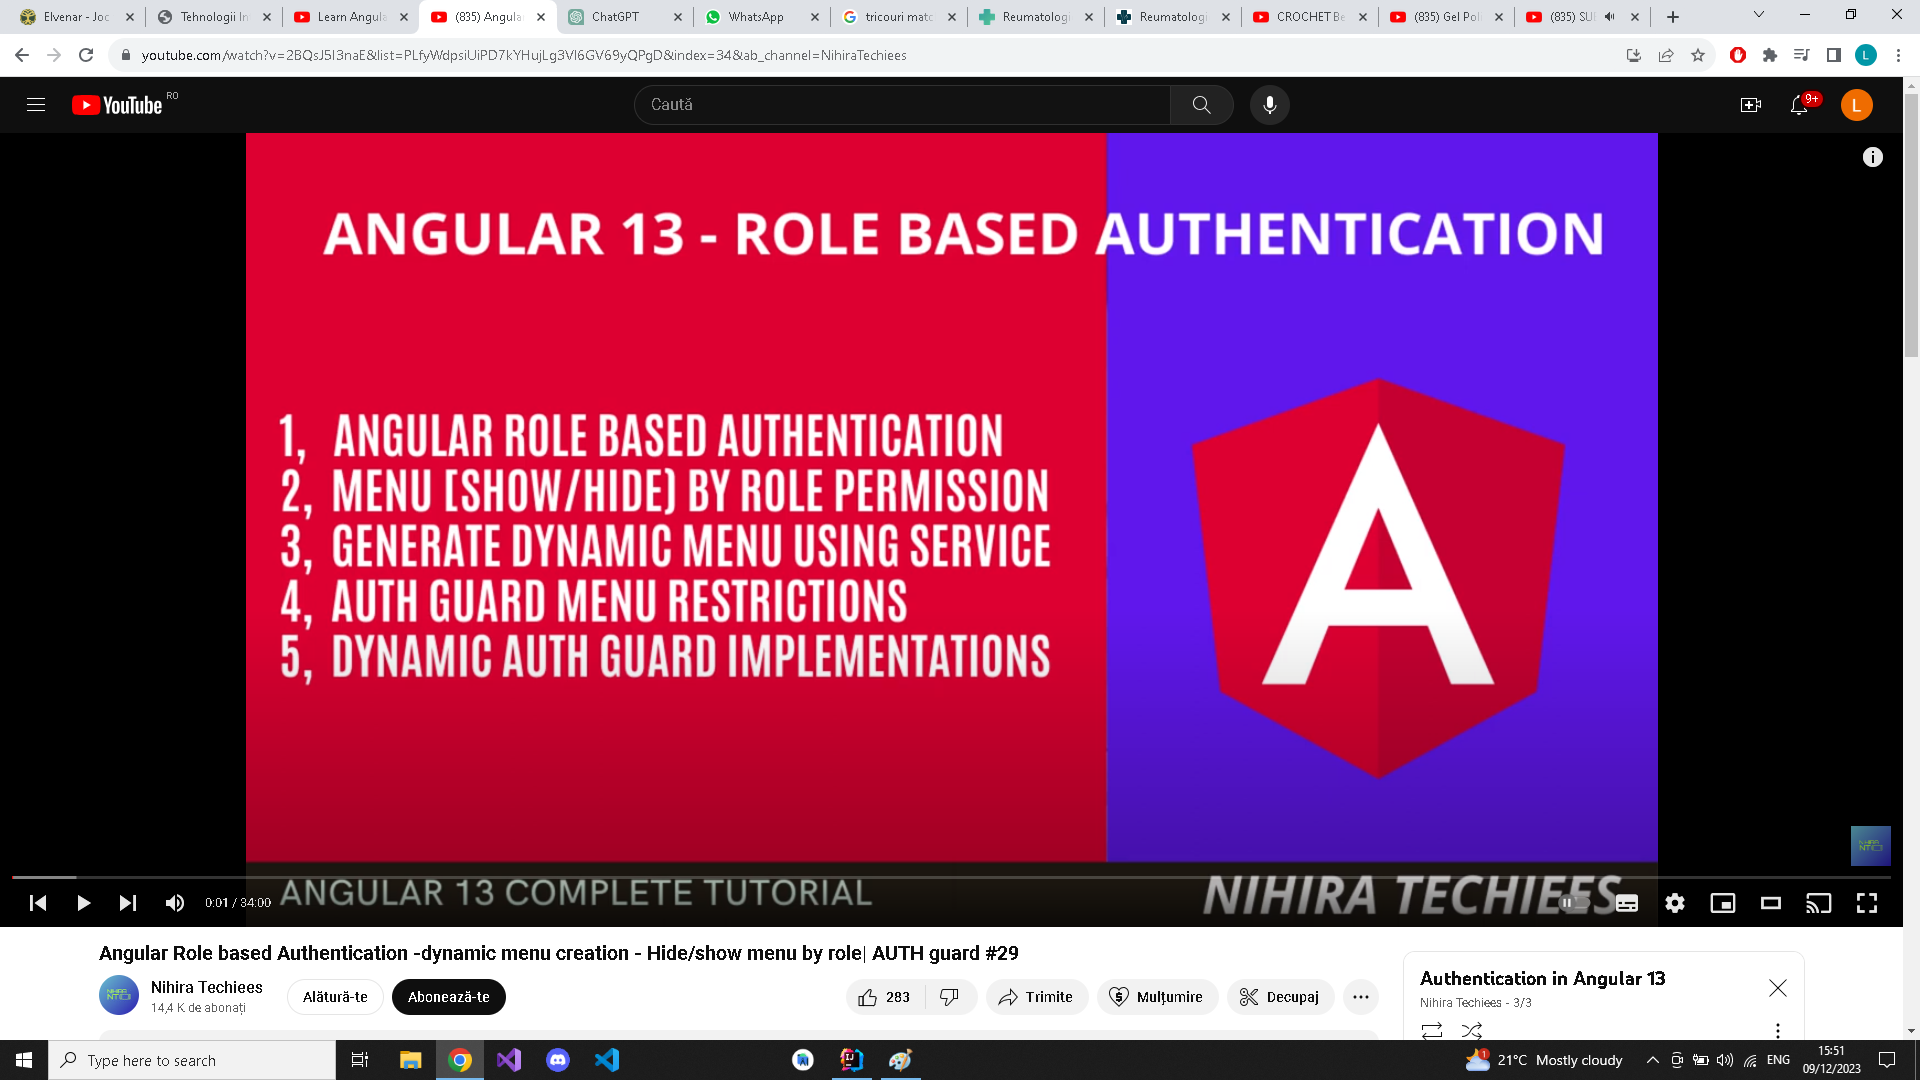 Elvenar - Joc
Tehnologii In
Learn Angula
(835) Angula
ChatGPT
WhatsApp
tricouri matc
Reumatologi
Reumatologi
CROCHET Be
(835) Gel Poli
(835) SU
youtube.com/watch?v=2BQsJ5I3naE&list=PLfyWdpsiUiPD7kYHujLg3Vl6GV69yQPgD&index=34&ab_channel=NihiraTechiees
L
YouTube RO
Caută
9+
L
ANGULAR 13 - ROLE BASED AUTHENTICATION
1, ANGULAR ROLE BASED AUTHENTICATION
2, MENU [SHOW/HIDE) BY ROLE PERMISSION
3, GENERATE DYNAMIC MENU USING SERVICE
4, AUTH GUARD MENU RESTRICTIONS
5, DYNAMIC AUTH GUARD IMPLEMENTATIONS
0:01 / 34:00
ANGULAR 13 COMPLETE TUTORIAL
NIHIRA TECHIEES
Angular Role based Authentication -dynamic menu creation - Hide/show menu by role| AUTH guard #29
Nihira Techiees
14,4 K de abonați
Alătură-te
Abonează-te
283
Trimite
Mulțumire
Decupaj
Authentication in Angular 13
Nihira Techiees - 3/3
Type here to search
1
21°C Mostly cloudy
ENG
15:51
09/12/2023